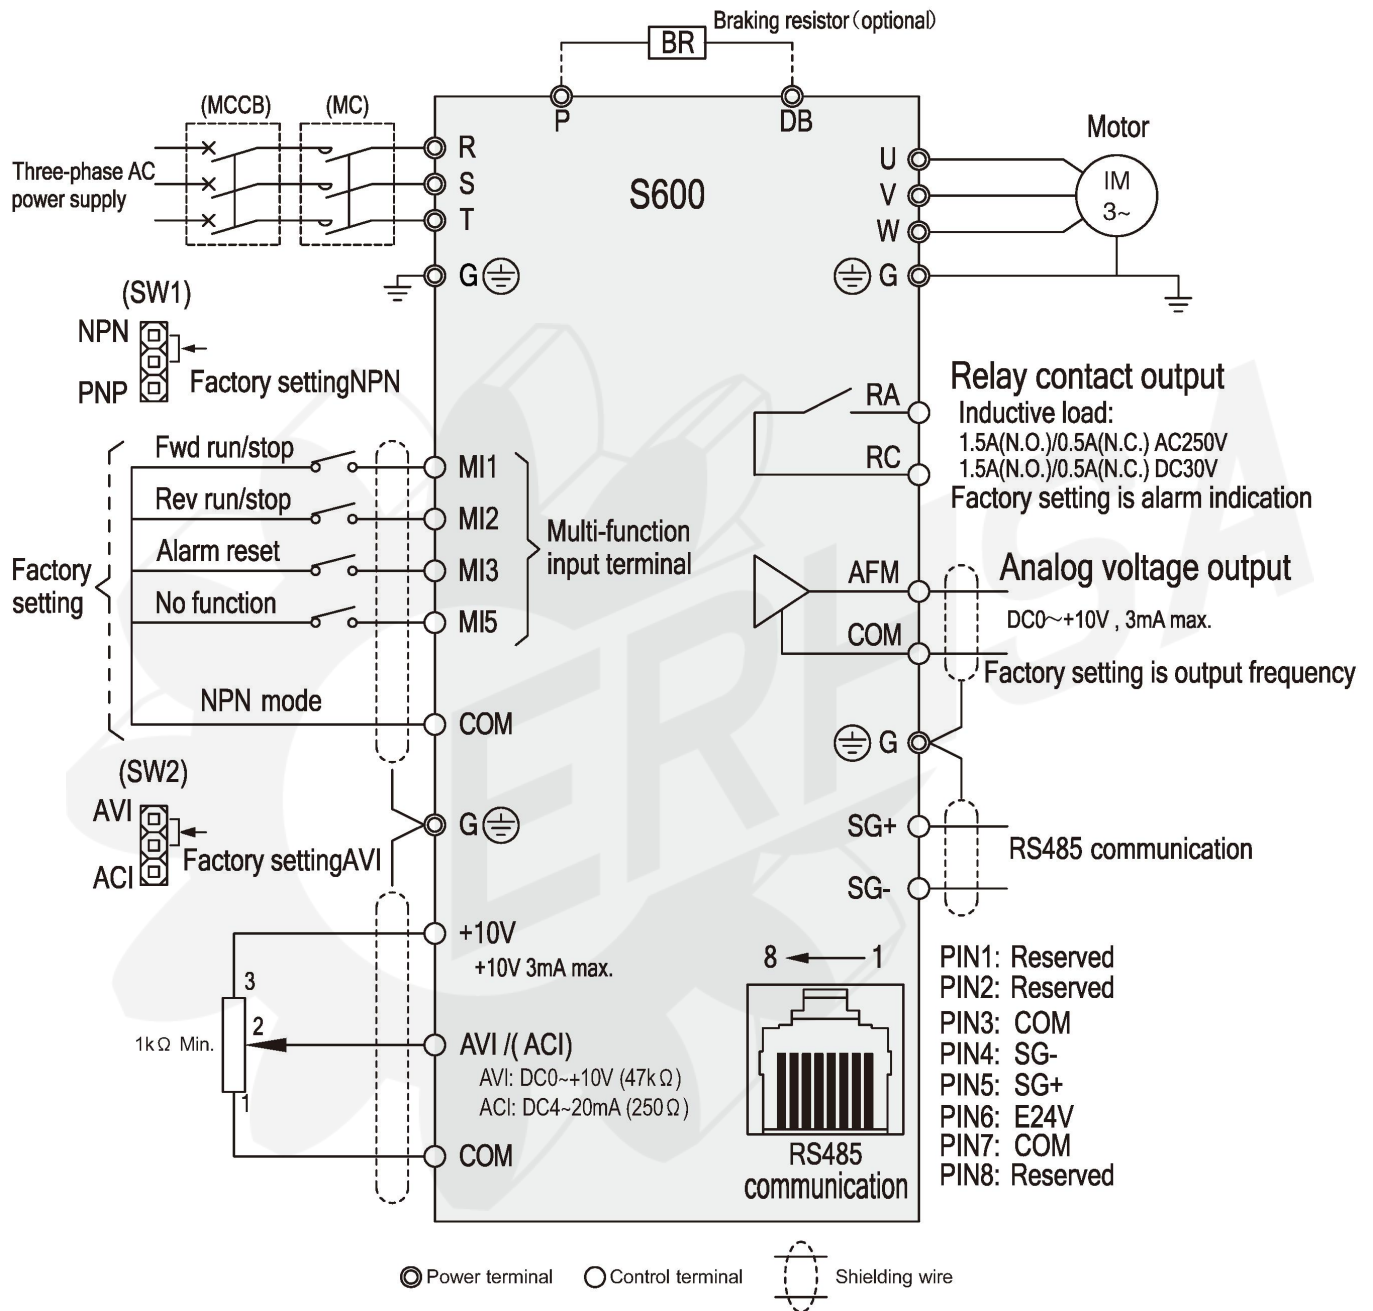 Braking resistor (optional)
BR
P
DB
(MCCB)
(MC)
Three-phase AC
power supply
R
S
T
G
S600
U
V
W
G
Motor
IM
3~
(SW1)
NPN
PNP
Factory settingNPN
Relay contact output
Inductive load:
1.5A(N.O.)/0.5A(N.C.) AC250V
1.5A(N.O.)/0.5A(N.C.) DC30V
Factory setting is alarm indication
RA
RC
Factory
setting
Fwd run/stop
Rev run/stop
Alarm reset
No function
NPN mode
MI1
MI2
MI3
MI5
COM
Multi-function
input terminal
AFM
COM
Analog voltage output
DC0~+10V , 3mA max.
Factory setting is output frequency
G
(SW2)
AVI
ACI
Factory settingAVI
G
SG+
SG-
RS485 communication
+10V
+10V 3mA max.
3
2
1
1kΩ Min.
AVI /( ACI)
AVI: DC0~+10V (47kΩ)
ACI: DC4~20mA (250Ω)
COM
8
1
RS485
communication
PIN1: Reserved
PIN2: Reserved
PIN3: COM
PIN4: SG-
PIN5: SG+
PIN6: E24V
PIN7: COM
PIN8: Reserved
Power terminal
Control terminal
Shielding wire
CERHSA